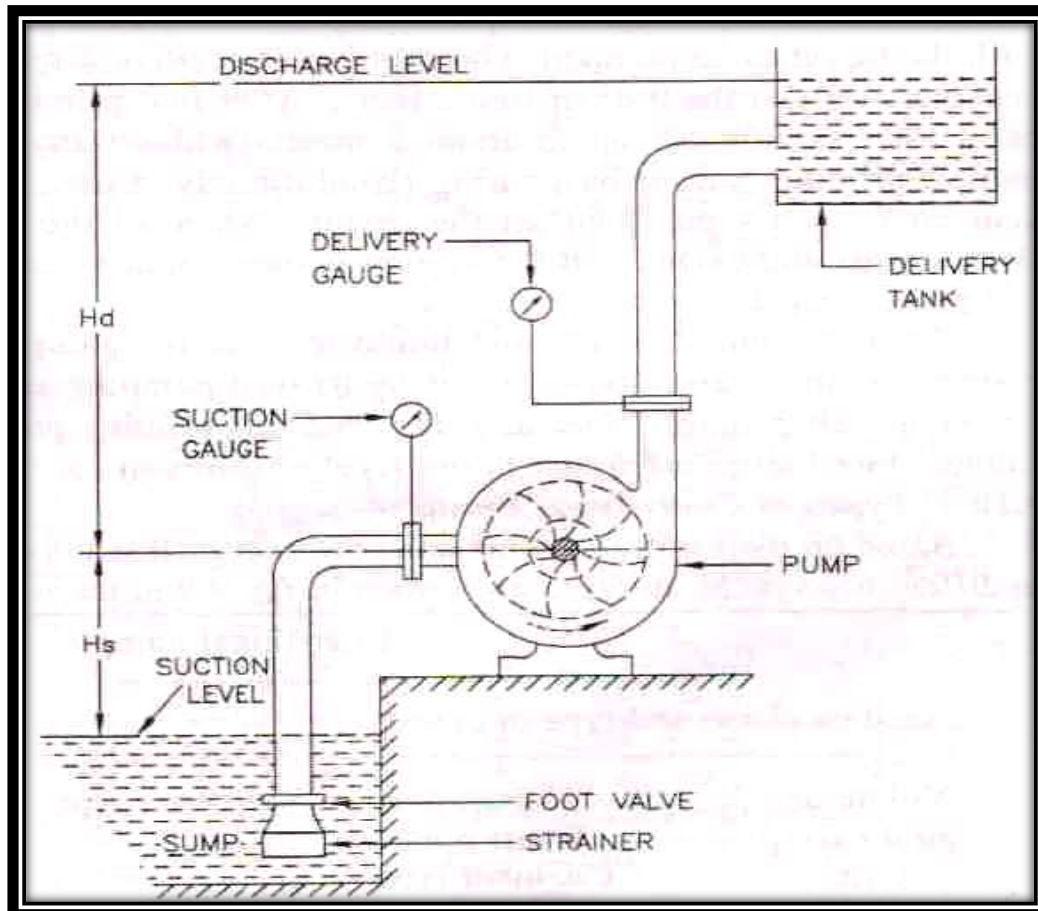 DISCHARGE LEVEL
DELIVERY
GAUGE
DELIVERY
TANK
Hd
SUCTION
GAUGE
PUMP
Hs
SUCTION
LEVEL
FOOT VALVE
SUMP
STRAINER